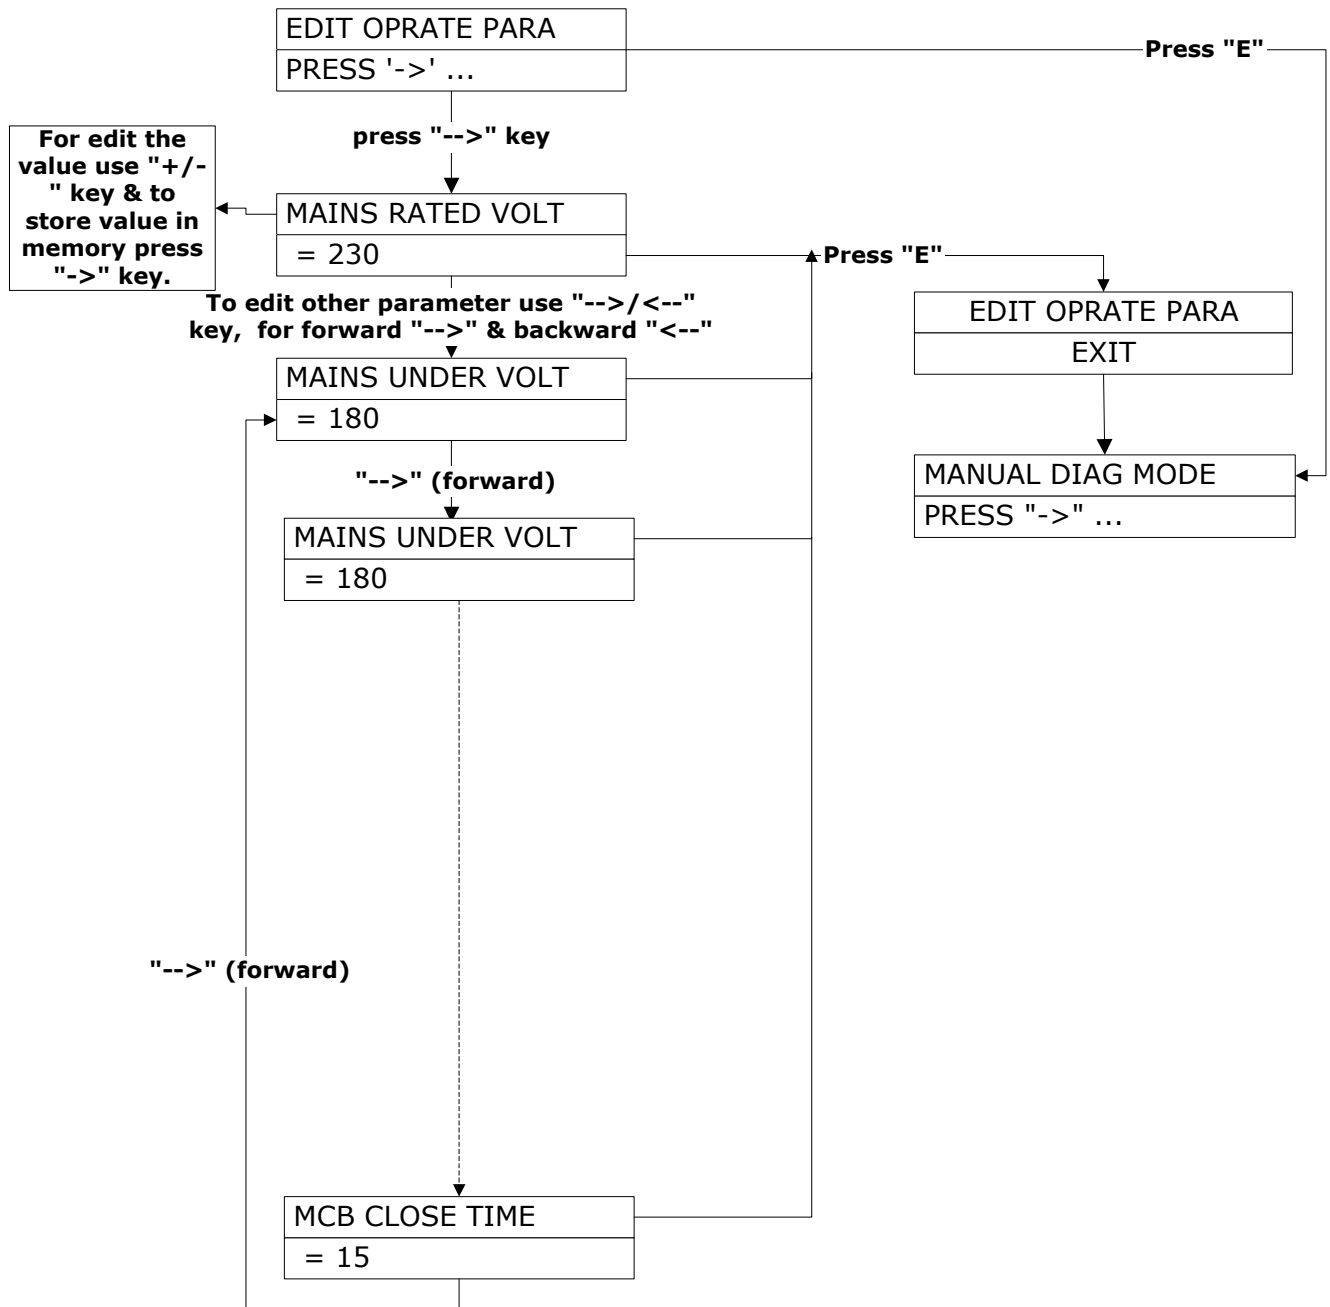 EDIT OPRATE PARA
PRESS '->' ...
Press "E"
press "-->" key
For edit the
value use "+/-
" key & to
store value in
memory press
"->" key.
MAINS RATED VOLT
= 230
Press "E"
To edit other parameter use "-->/<--"
key,  for forward "-->" & backward "<--"
EDIT OPRATE PARA
EXIT
MAINS UNDER VOLT
= 180
"-->" (forward)
MANUAL DIAG MODE
PRESS "->" ...
MAINS UNDER VOLT
= 180
"-->" (forward)
MCB CLOSE TIME
= 15